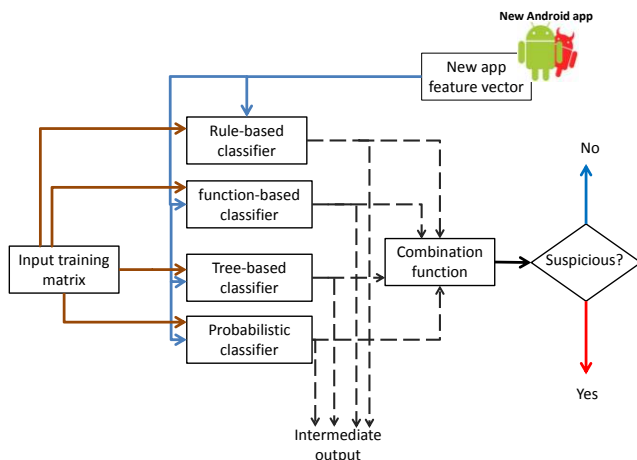 New Android app
New app
feature vector
Rule-based
classifier
No
function-based
classifier
Input training
matrix
Tree-based
classifier
Combination
function
Suspicious?
Probabilistic
classifier
Yes
Intermediate
output